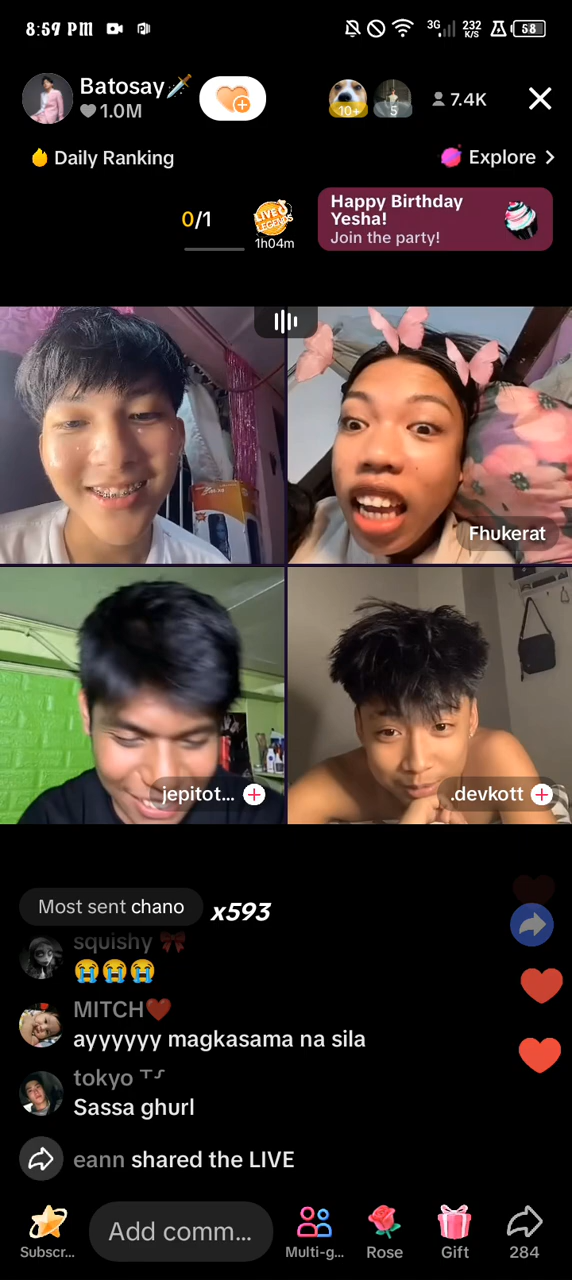 8:59 PM
3G
232
K/S
58
Batosay🗡️
1.0M
10+
5
7.4K
Daily Ranking
Explore
0/1
LIVE
LEGENDS
1h04m
Happy Birthday
Yesha!
Join the party!
Fhukerat
jepitot...
.devkott
Most sent chano
x593
squishy 🎀
😭😭😭
MITCH❤️
ayyyyyy magkasama na sila
tokyo
Sassa ghurl
eann shared the LIVE
Subscr...
Add comm...
Multi-g...
Rose
Gift
284